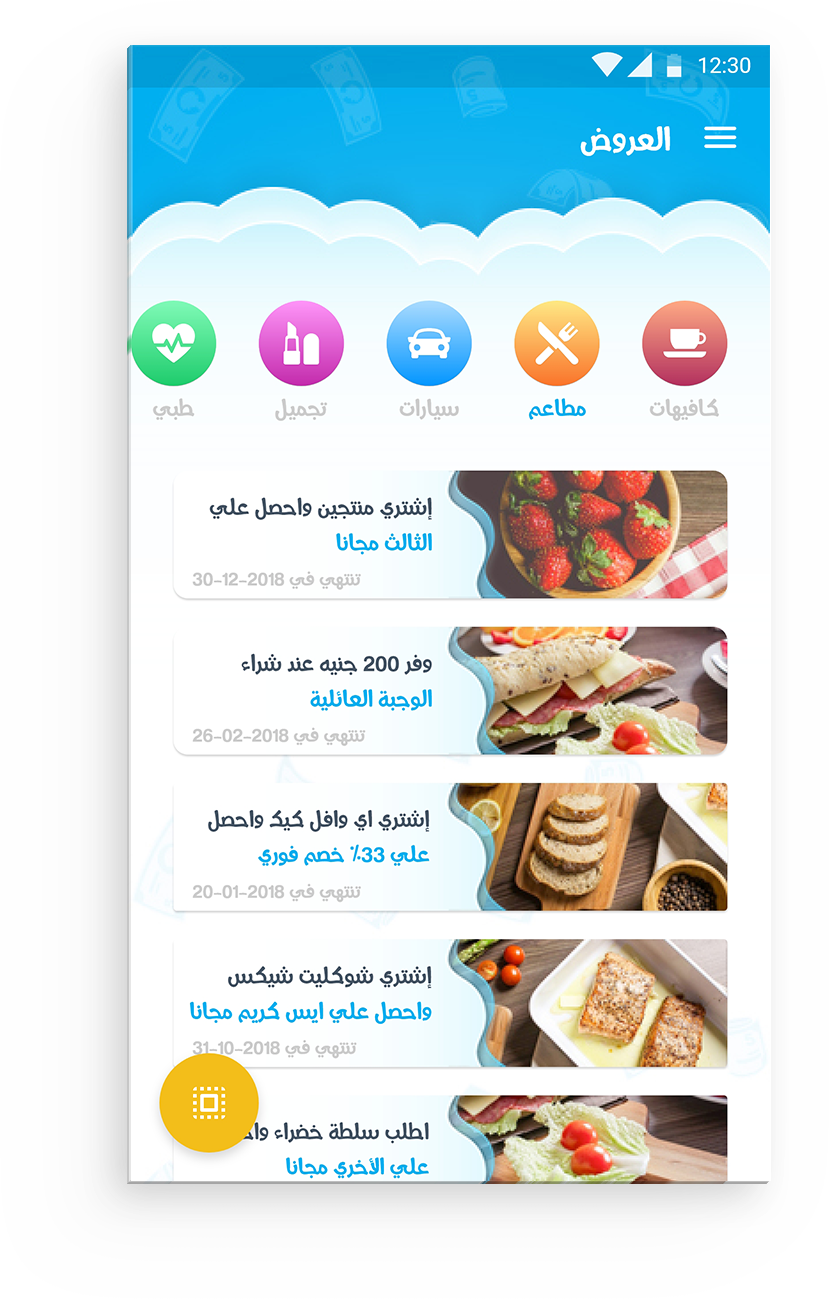 12:30
العروض
كافيهات
مطاعم
سيارات
تجميل
طبي
إشتري منتجين واحصل علي
الثالث مجانا
تنتهي في 2018-12-30
وفر 200 جنيه عند شراء
الوجبة العائلية
تنتهي في 2018-02-26
إشتري اي وافل كيك واحصل
علي 33٪ خصم فوري
تنتهي في 2018-01-20
إشتري شوكليت شيكس
واحصل علي ايس كريم مجانا
تنتهي في 2018-10-31
اطلب سلطة خضراء
علي الأخري مجانا